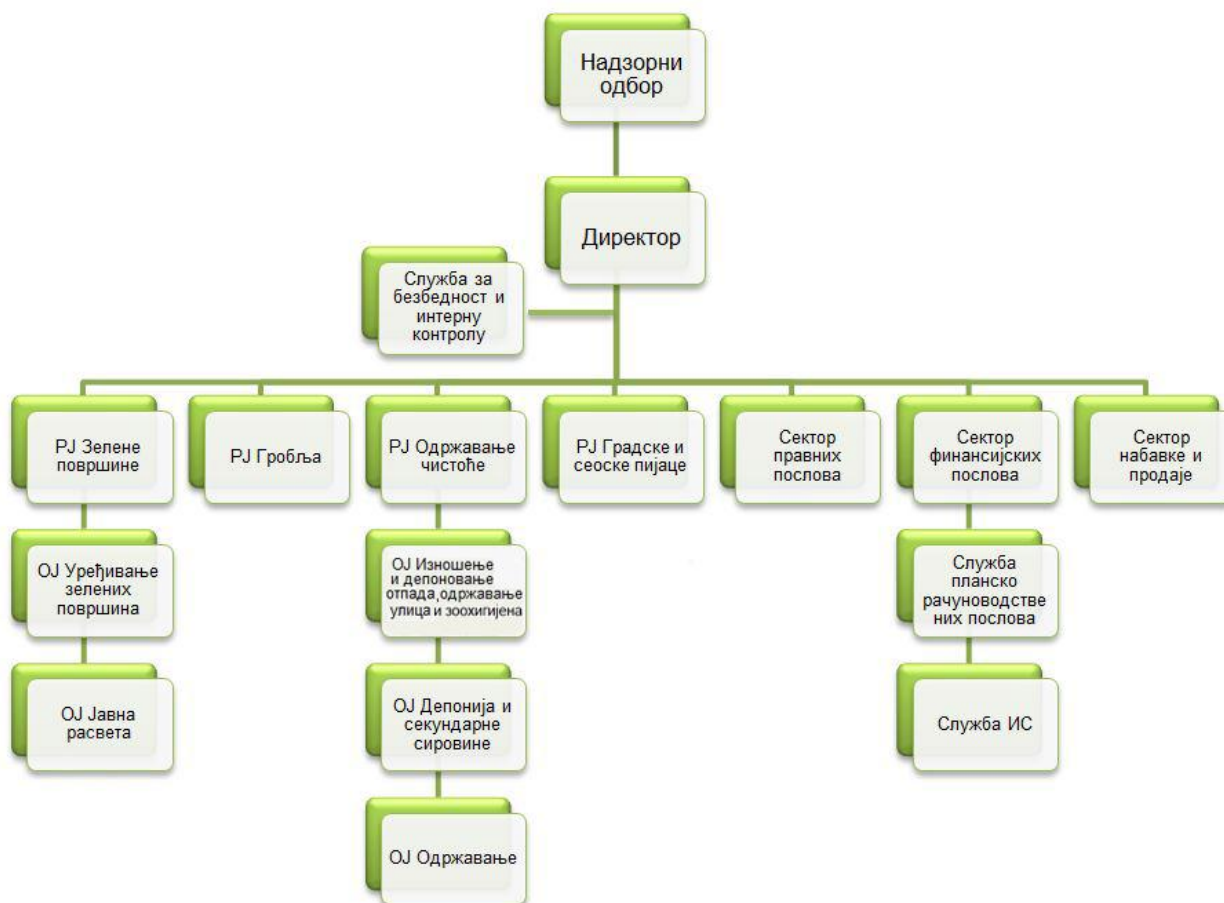 Надзорни
одбор
Директор
Служба за
безбедност и
интерну
контролу
РЈ Зелене
површине
РЈ Гробља
РЈ Одржавање
чистоће
РЈ Градске и
сеоске пијаце
Сектор
правних
послова
Сектор
финансијских
послова
Сектор
набавке и
продаје
ОЈ Уређивање
зелених
површина
ОЈ Изношење
и депоновање
отпада,одржавање
улица и зоохигијена
Служба
планско
рачуноводстве
них послова
ОЈ Јавна
расвета
ОЈ Депонија и
секундарне
сировине
Служба ИС
ОЈ Одржавање